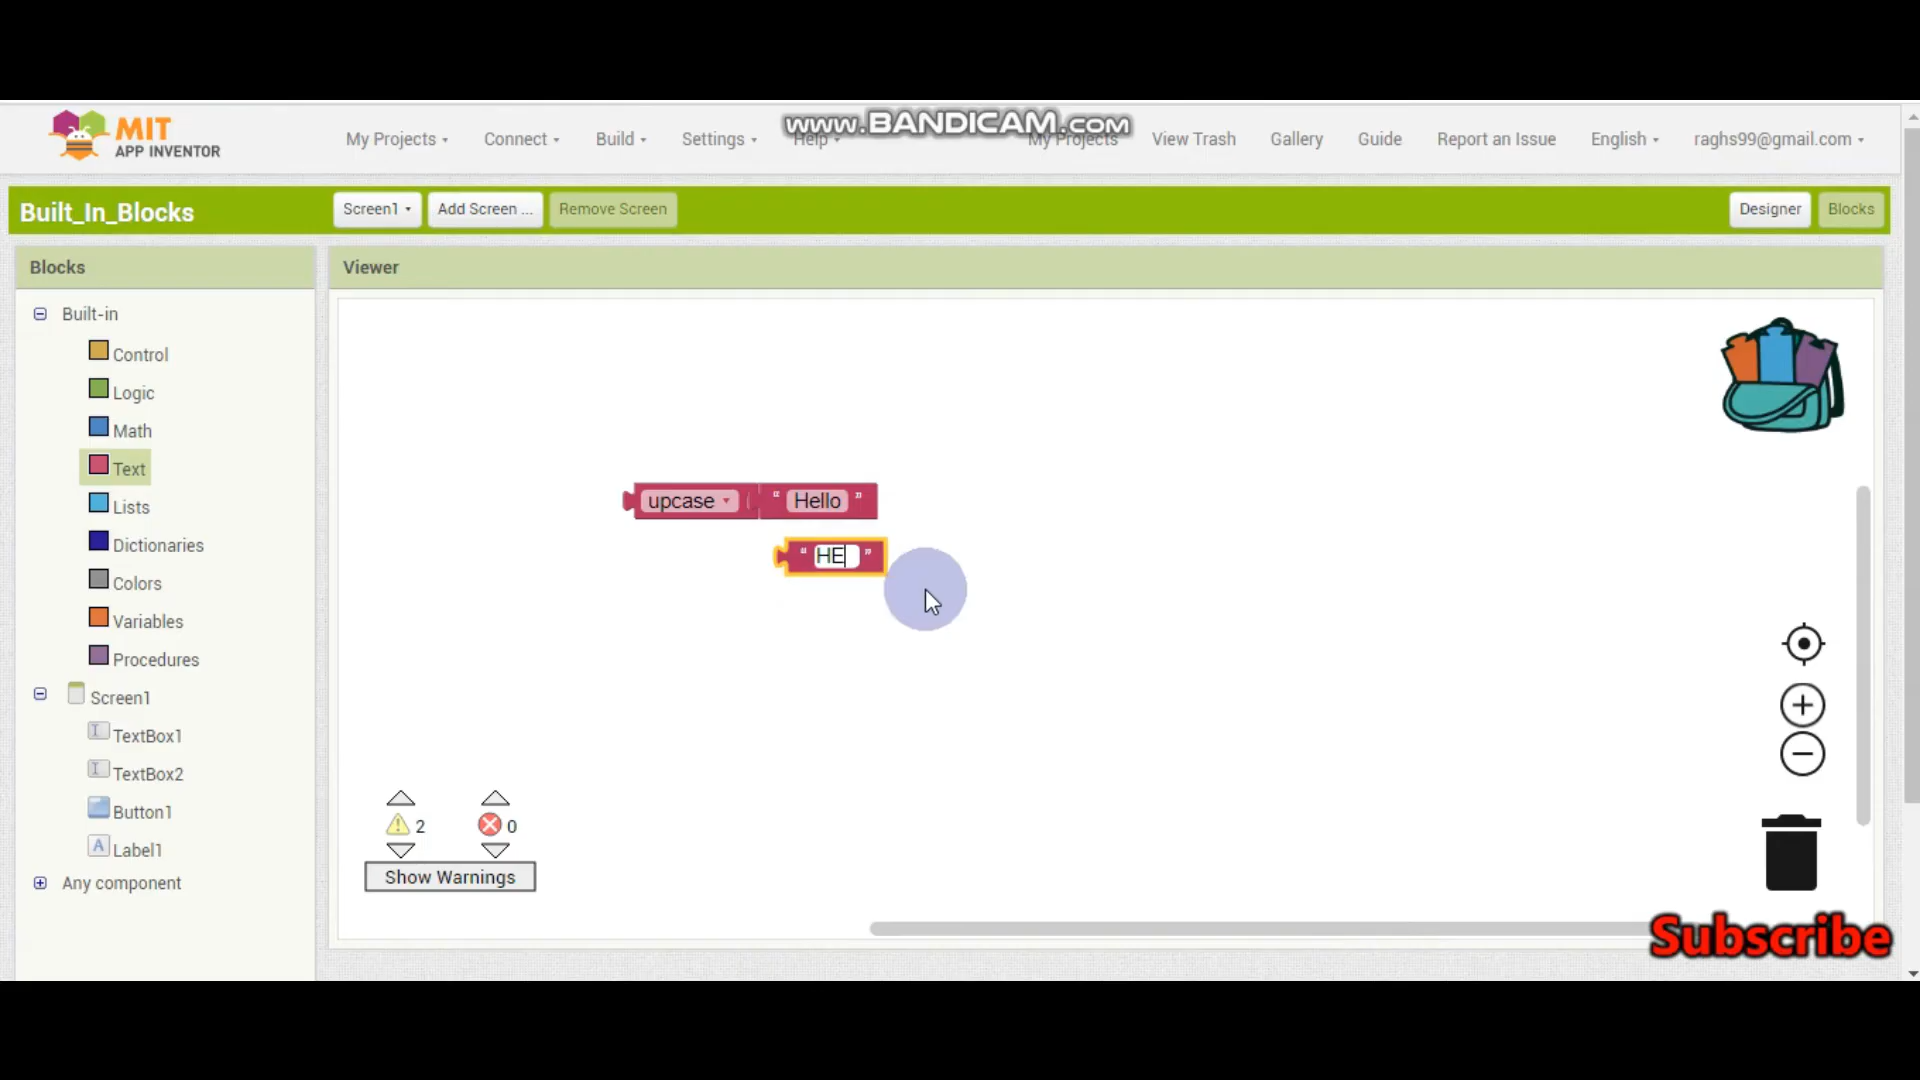 www.BANDICAM.com
MIT
APP INVENTOR
My Projects Connect Build Settings Help My Projects View Trash Gallery Guide Report an Issue English raghs99@gmail.com
Built_In_Blocks Screen1 Add Screen ... Remove Screen Designer Blocks
Blocks
Viewer
Built-in
Control
Logic
Math
Text
Lists
Dictionaries
Colors
Variables
Procedures
Screen1
TextBox1
TextBox2
Button1
Label1
Any component
upcase “ Hello ”
“ HE ”
2 0
Show Warnings
Subscribe